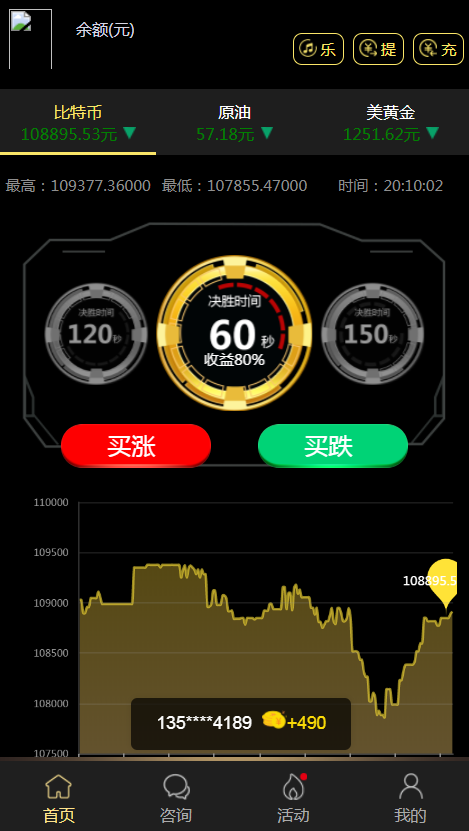 余额(元)
乐 提 充
比特币 原油 美黄金
108895.53元 57.18元 1251.62元
最高：109377.36000 最低：107855.47000 时间：20:10:02
决胜时间 决胜时间 决胜时间
120秒 60秒 150秒
收益80%
买涨 买跌
110000
109500
108895.5
109000
108500
108000
135****4189 +490
107500
首页 咨询 活动 我的